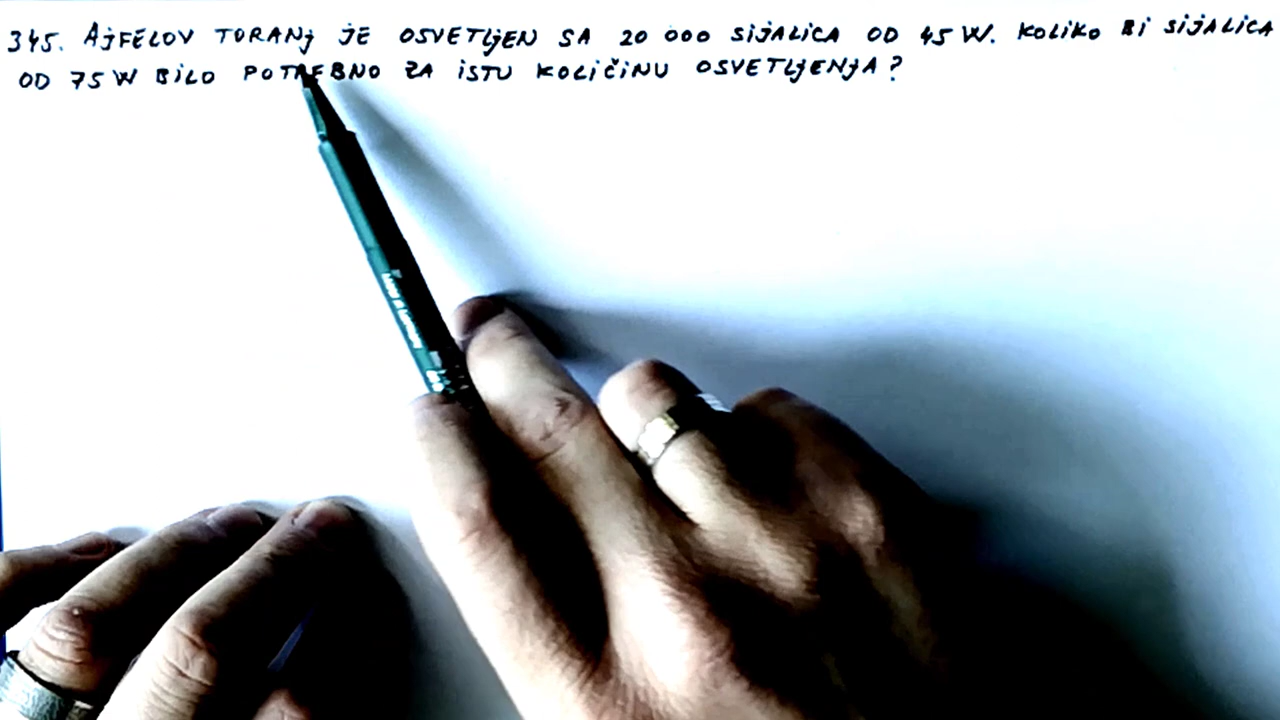 345. AJFELOV TORANJ JE OSVETLJEN SA 20 000 SIJALICA OD 45 W. KOLIKO BI SIJALICA
OD 75 W BILO POTREBNO ZA ISTU KOLIČINU OSVETLJENJA?